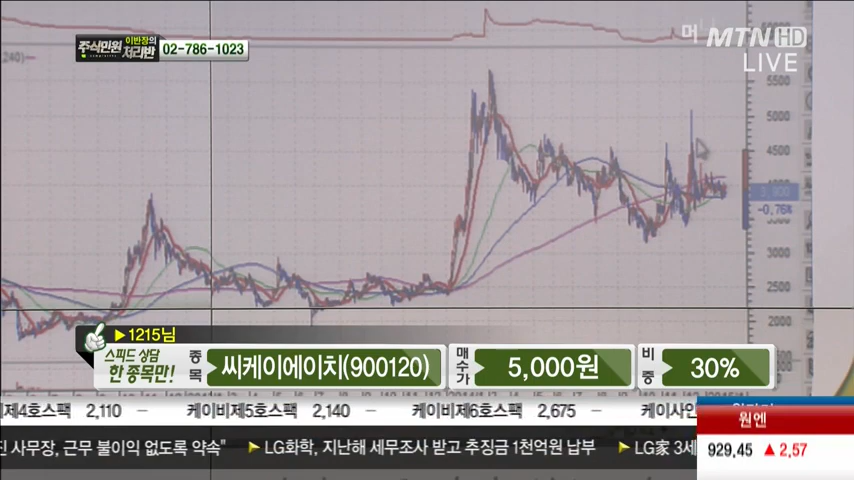 주식만원
이반장의
처리반
02-786-1023
머
MTN HD
LIVE
,240)
5500
5000
4500
4000
-0,76%
3500
3000
2500
2000
▶1215님
스피드 상담
한 종목만!
종목
씨케이에이치(900120)
매수가
5,000원
비중
30%
비제4호스팩 2,110 － 케이비제5호스팩 2,140 － 케이비제6호스팩 2,675 － 케이사인
원엔
929,45 ▲ 2,57
사무장, 근무 불이익 없도록 약속" ▶LG화학, 지난해 세무조사 받고 추징금 1천억원 납부 ▶LG家 3세